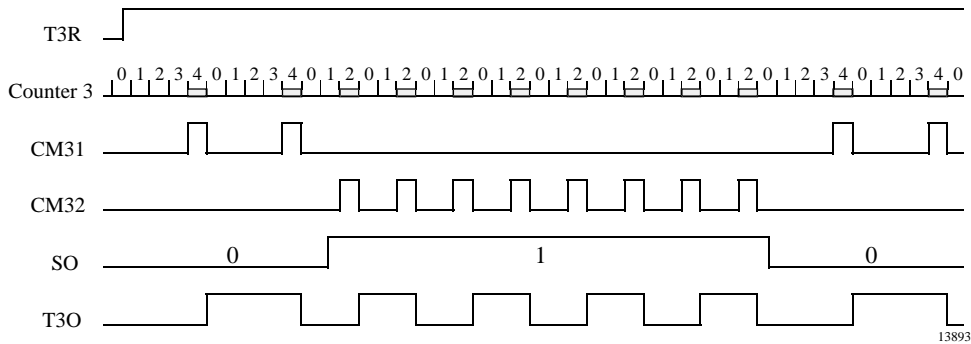 T3R
0 1 2 3 4 0 1 2 3 4 0 1 2 0 1 2 0 1 2 0 1 2 0 1 2 0 1 2 0 1 2 0 1 2 0 1 2 3 4 0 1 2 3 4 0
Counter 3
CM31
CM32
SO 0 1 0
T3O
13893